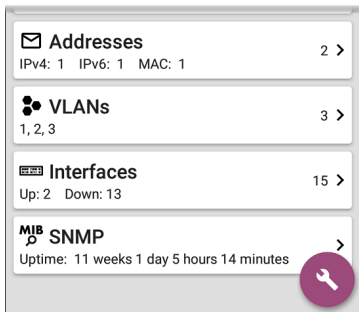 Addresses
IPv4: 1 IPv6: 1 MAC: 1
2
VLANs
1, 2, 3
3
Interfaces
Up: 2 Down: 13
15
MIB
SNMP
Uptime: 11 weeks 1 day 5 hours 14 minutes